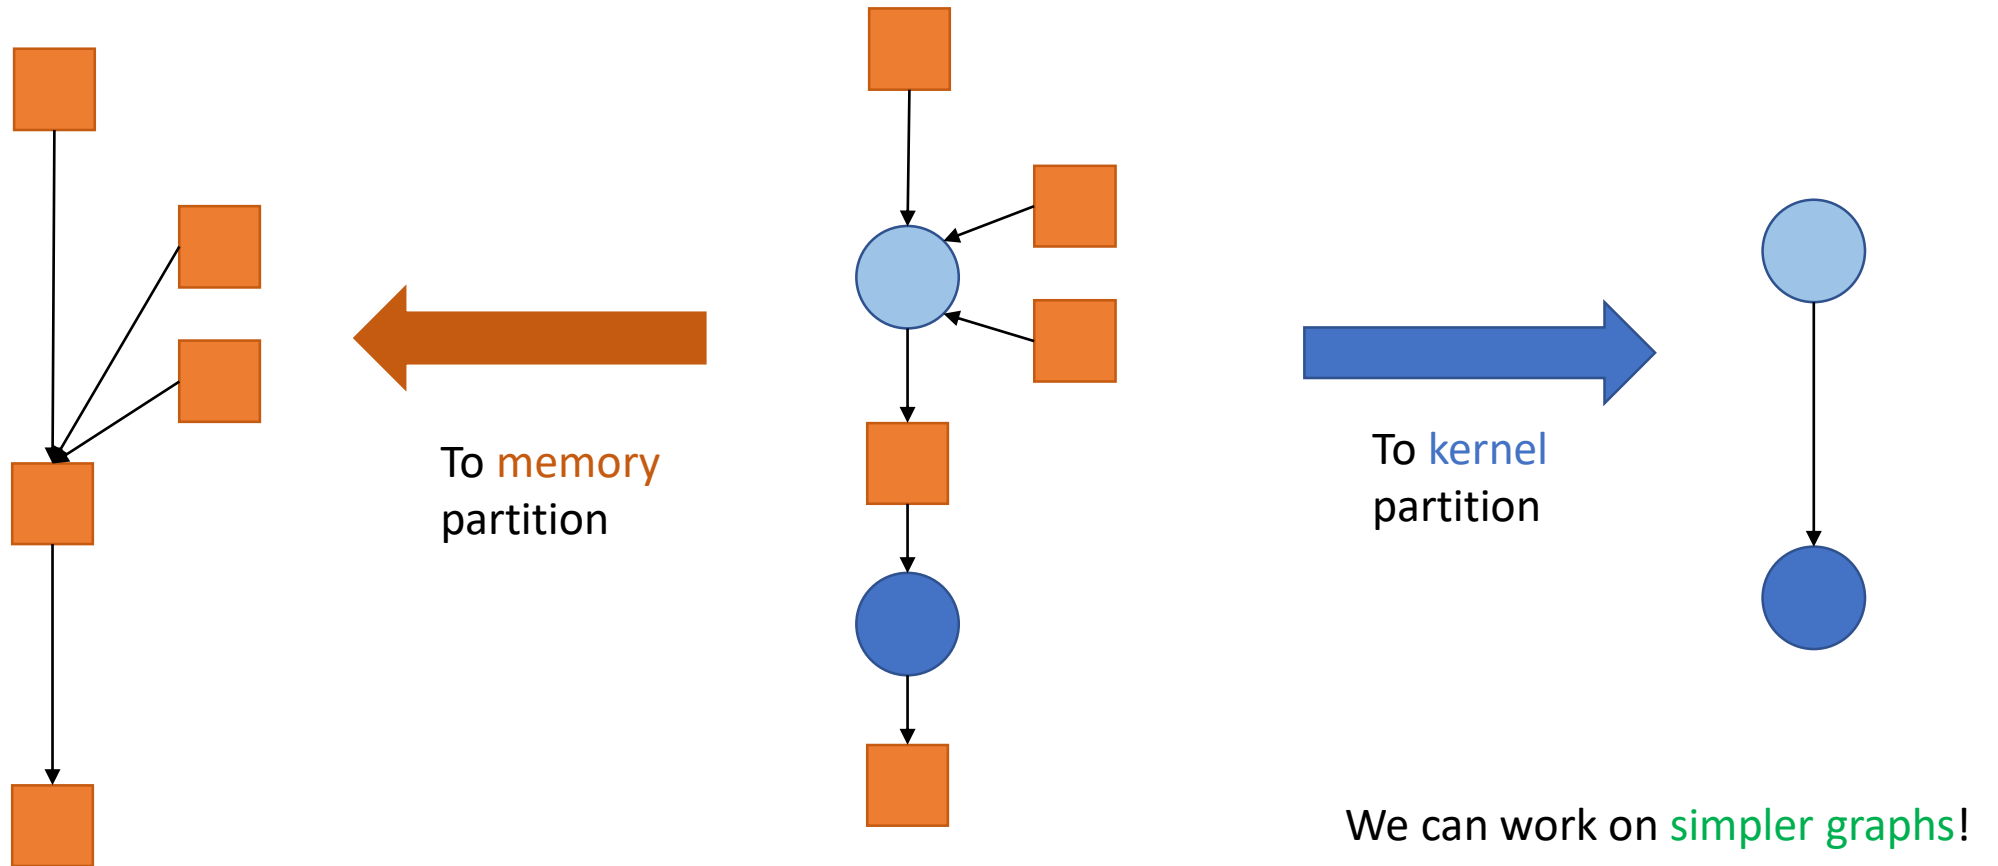 To memory
partition
To kernel
partition
We can work on simpler graphs!